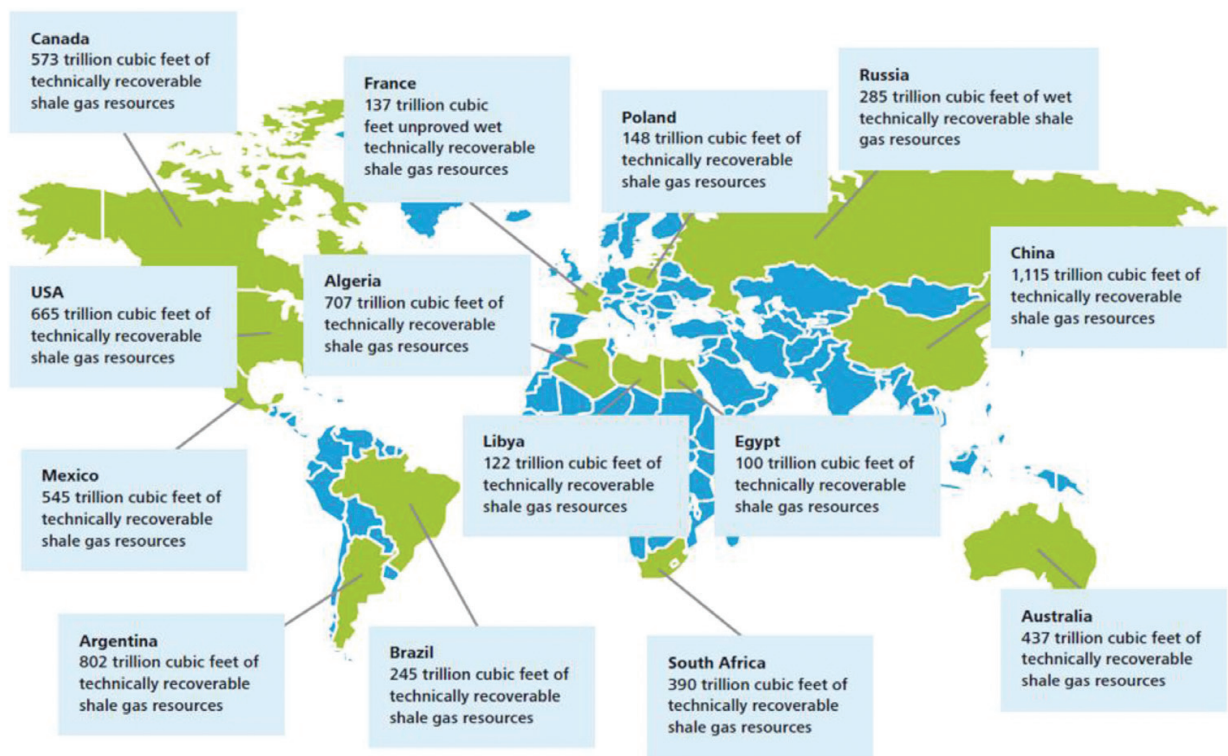 Canada
573 trillion cubic feet of
technically recoverable
shale gas resources
France
137 trillion cubic
feet unproved wet
technically recoverable
shale gas resources
Poland
148 trillion cubic feet of
technically recoverable
shale gas resources
Russia
285 trillion cubic feet of wet
technically recoverable shale
gas resources
USA
665 trillion cubic feet of
technically recoverable
shale gas resources
Algeria
707 trillion cubic feet of
technically recoverable
shale gas resources
China
1,115 trillion cubic feet of
technically recoverable
shale gas resources
Mexico
545 trillion cubic feet of
technically recoverable
shale gas resources
Libya
122 trillion cubic feet of
technically recoverable
shale gas resources
Egypt
100 trillion cubic feet of
technically recoverable
shale gas resources
Argentina
802 trillion cubic feet of
technically recoverable
shale gas resources
Brazil
245 trillion cubic feet of
technically recoverable
shale gas resources
South Africa
390 trillion cubic feet of
technically recoverable
shale gas resources
Australia
437 trillion cubic feet of
technically recoverable
shale gas resources